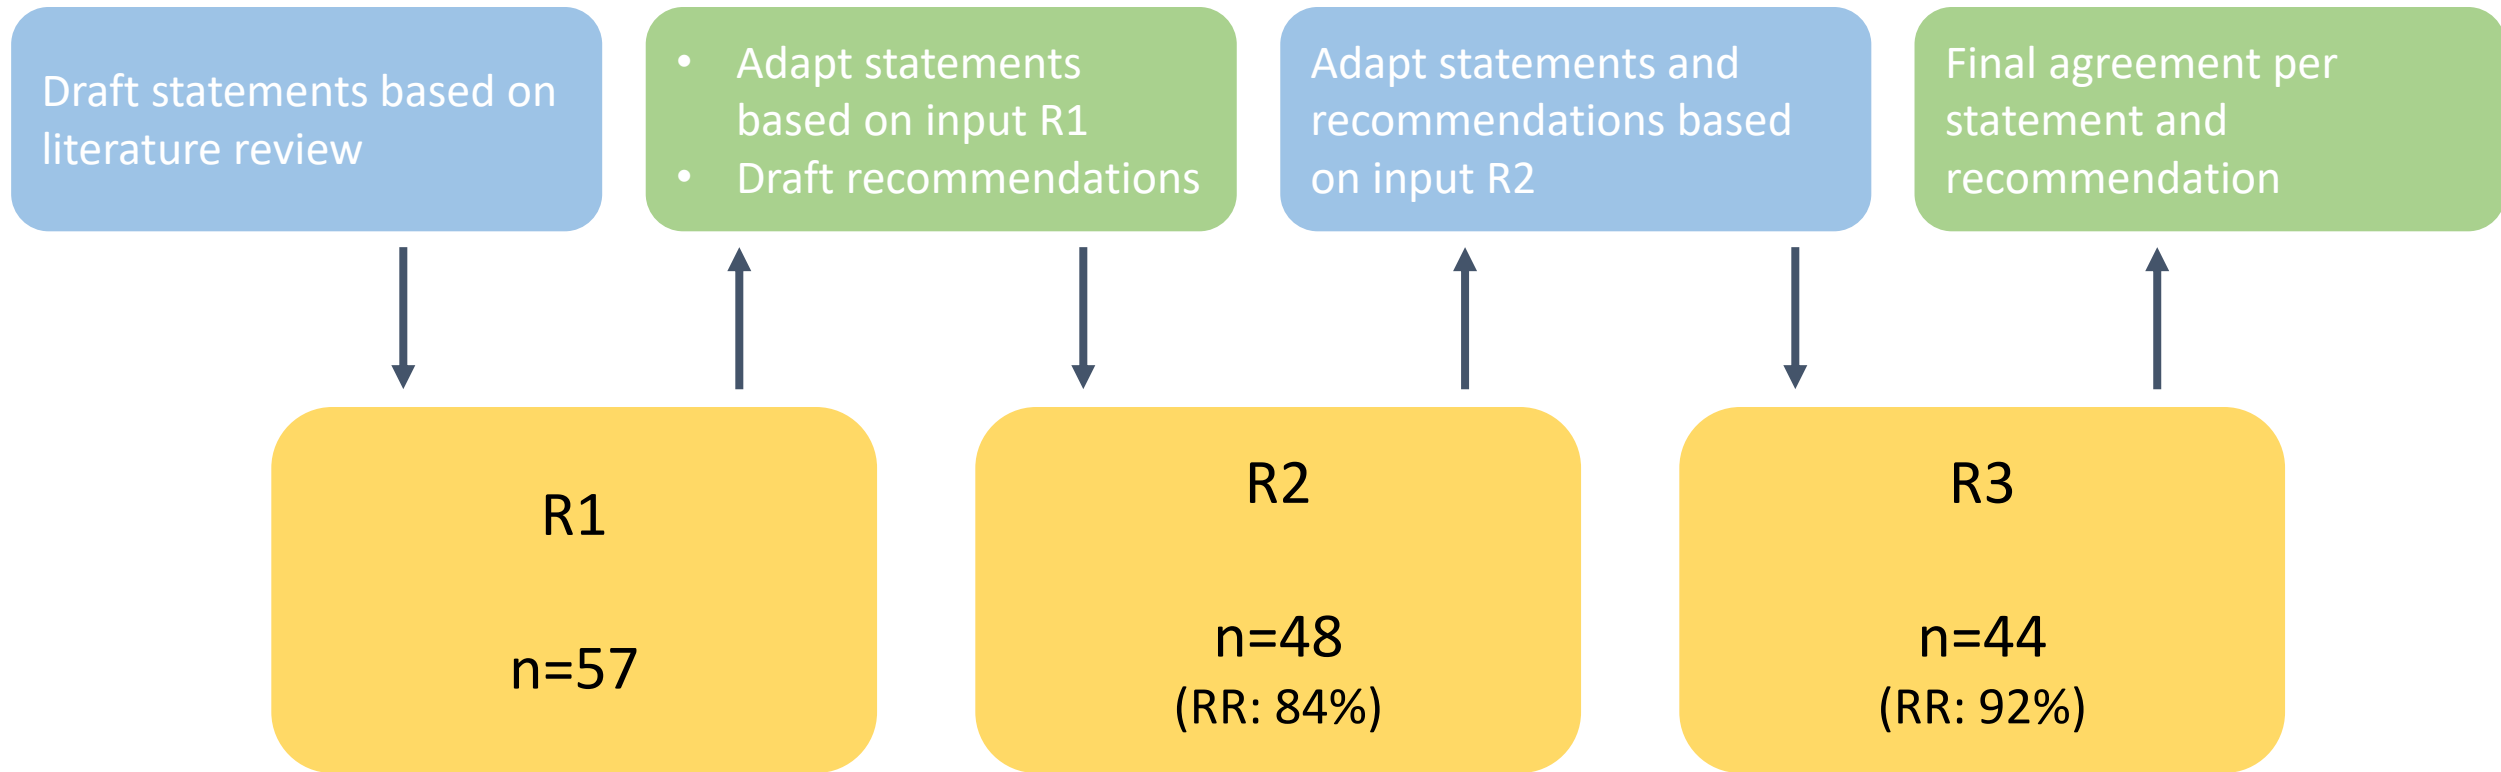 Draft statements based on
literature review
• Adapt statements
based on input R1
• Draft recommendations
Adapt statements and
recommendations based
on input R2
Final agreement per
statement and
recommendation
R1
n=57
R2
n=48
(RR: 84%)
R3
n=44
(RR: 92%)